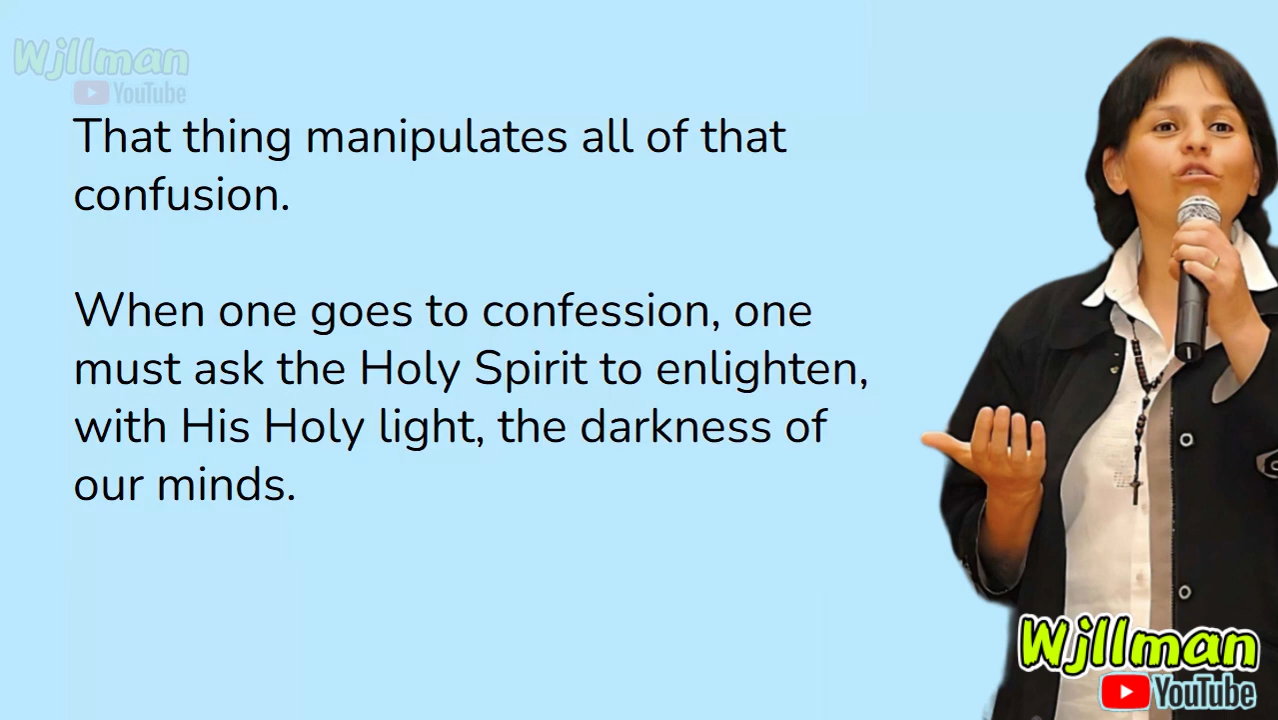 Wjllman
YouTube
That thing manipulates all of that
confusion.
When one goes to confession, one
must ask the Holy Spirit to enlighten,
with His Holy light, the darkness of
our minds.
Wjllman
YouTube